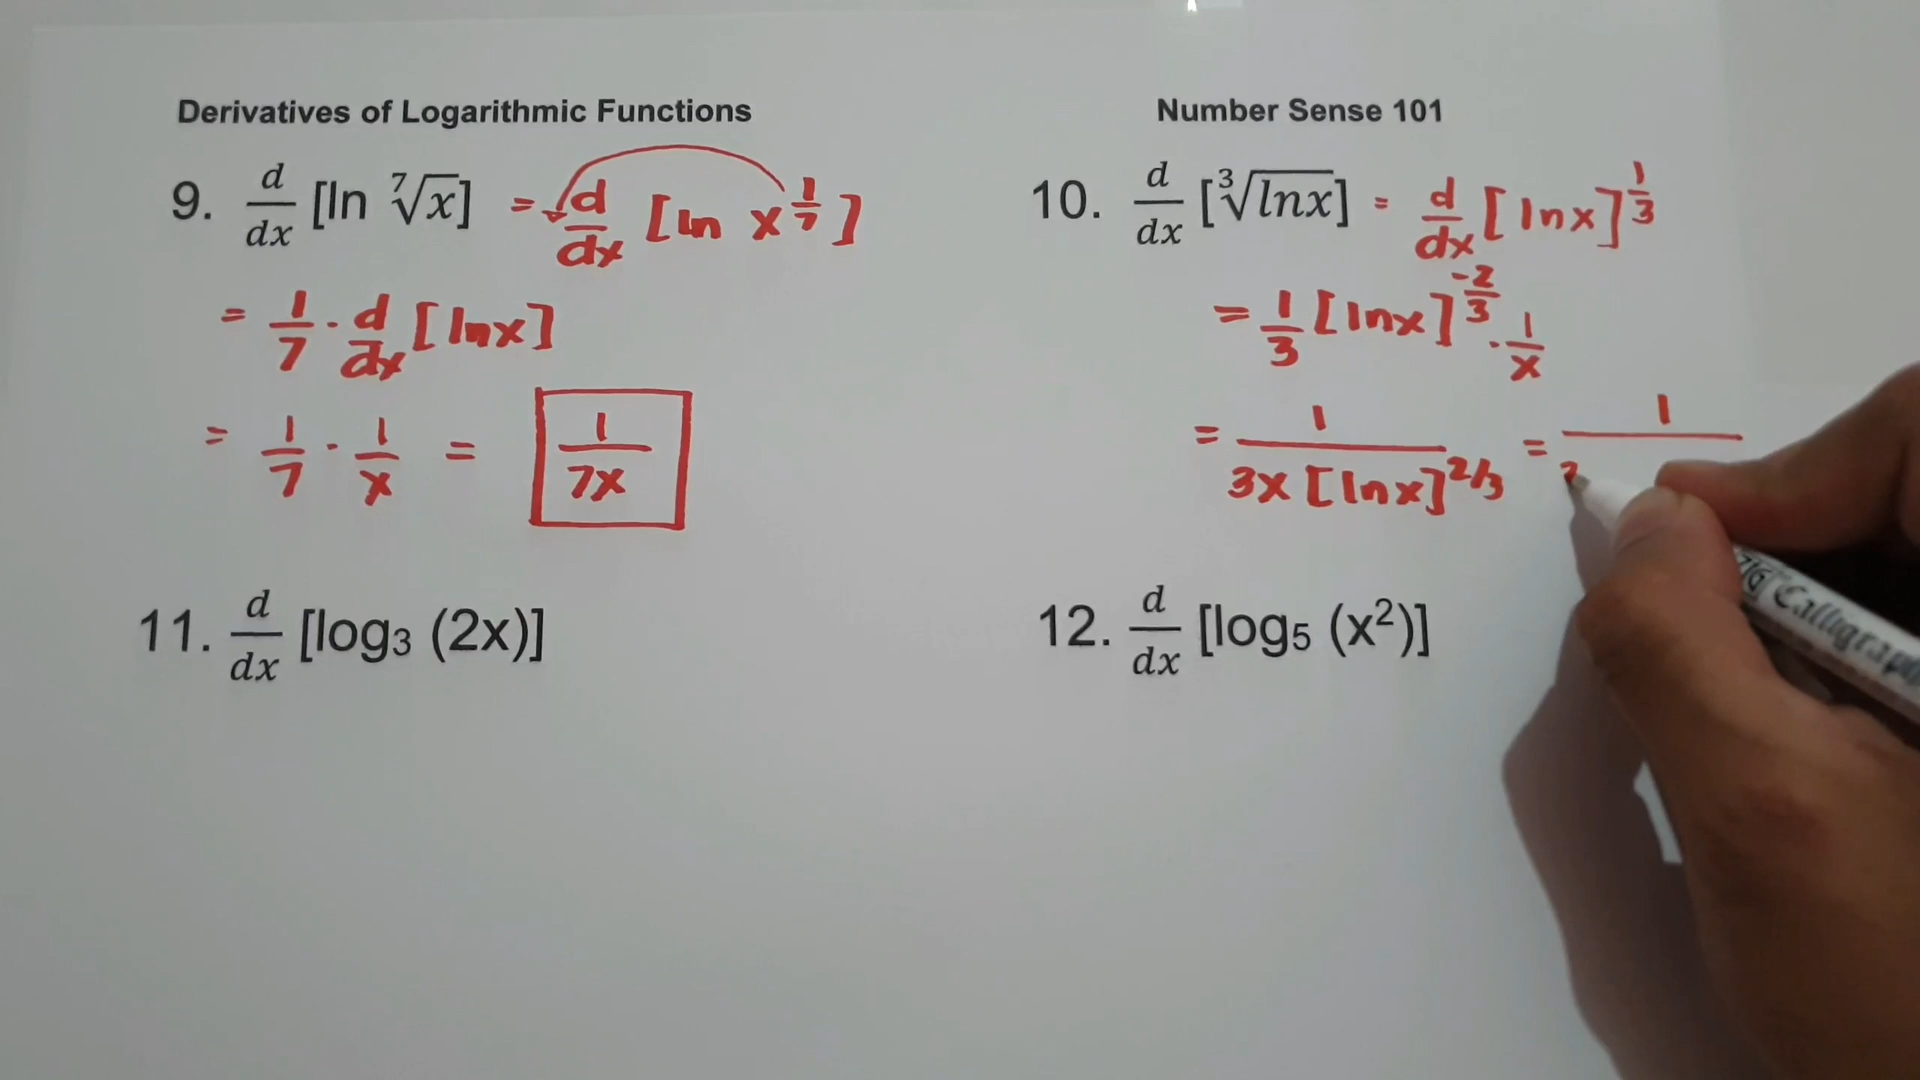 Derivatives of Logarithmic Functions
Number Sense 101
9. d/dx [ln ⁷√x] = d/dx [ln x^1/7]
= 1/7 · d/dx [lnx]
= 1/7 · 1/x = 1/7x
10. d/dx [³√lnx] = d/dx [lnx]^1/3
= 1/3 [lnx]^-2/3 · 1/x
= 1/3x[lnx]^2/3 = 1/
11. d/dx [log₃ (2x)]
12. d/dx [log₅ (x²)]
76 Calligraph